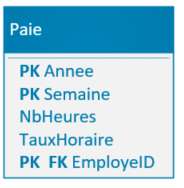 Paie
PK Annee
PK Semaine
NbHeures
TauxHoraire
PK FK EmployeID